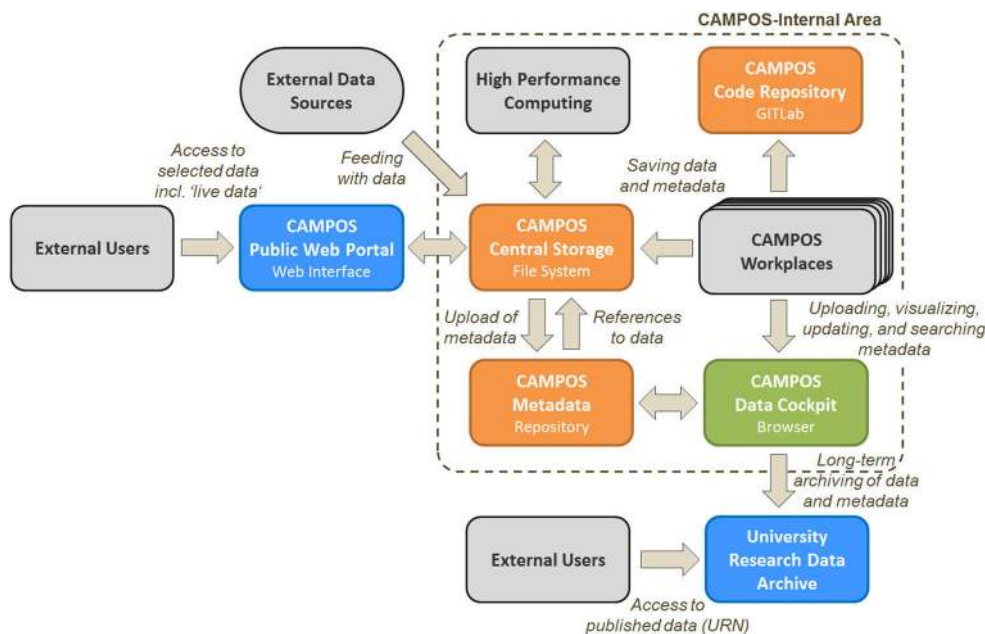 CAMPOS-Internal Area
External Data
Sources
High Performance
Computing
CAMPOS
Code Repository
GITLab
Access to
selected data
incl. ‘live data‘
Feeding
with data
Saving data
and metadata
External Users
CAMPOS
Public Web Portal
Web Interface
CAMPOS
Central Storage
File System
CAMPOS
Workplaces
Upload of
metadata
References
to data
Uploading, visualizing,
updating, and searching
metadata
CAMPOS
Metadata
Repository
CAMPOS
Data Cockpit
Browser
Long-term
archiving of data
and metadata
External Users
University
Research Data
Archive
Access to
published data (URN)